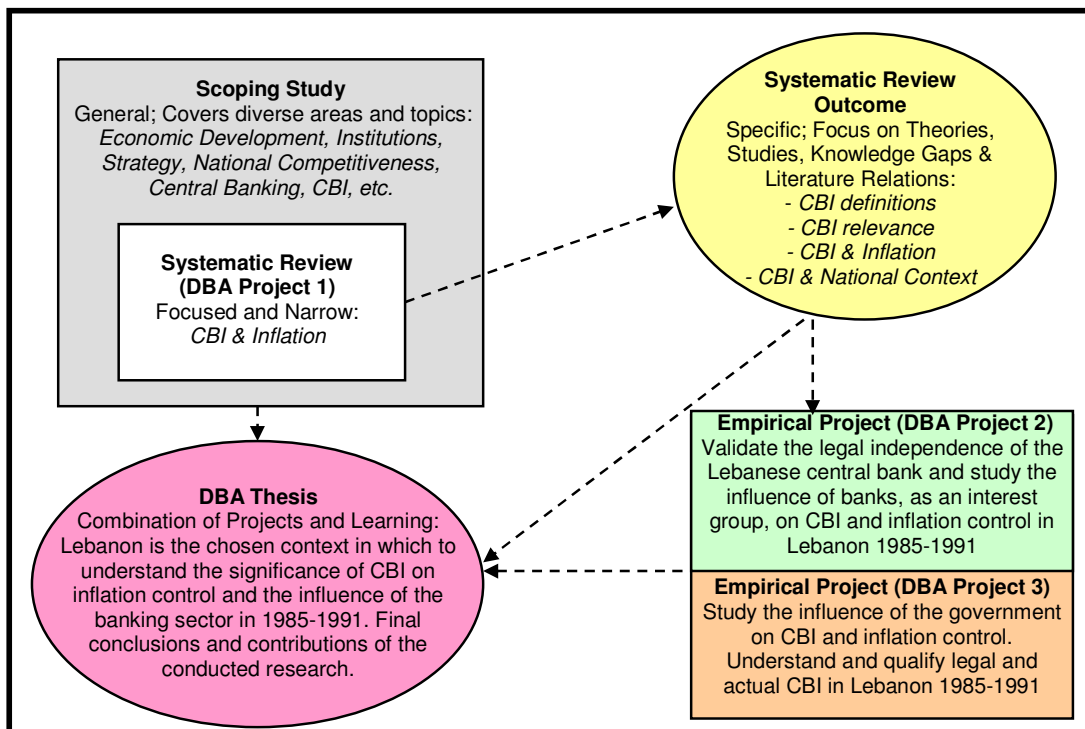 Scoping Study
General; Covers diverse areas and topics:
Economic Development, Institutions,
Strategy, National Competitiveness,
Central Banking, CBI, etc.
Systematic Review
(DBA Project 1)
Focused and Narrow:
CBI & Inflation
Systematic Review
Outcome
Specific; Focus on Theories,
Studies, Knowledge Gaps &
Literature Relations:
- CBI definitions
- CBI relevance
- CBI & Inflation
- CBI & National Context
DBA Thesis
Combination of Projects and Learning:
Lebanon is the chosen context in which to
understand the significance of CBI on
inflation control and the influence of the
banking sector in 1985-1991. Final
conclusions and contributions of the
conducted research.
Empirical Project (DBA Project 2)
Validate the legal independence of the
Lebanese central bank and study the
influence of banks, as an interest
group, on CBI and inflation control in
Lebanon 1985-1991
Empirical Project (DBA Project 3)
Study the influence of the government
on CBI and inflation control.
Understand and qualify legal and
actual CBI in Lebanon 1985-1991